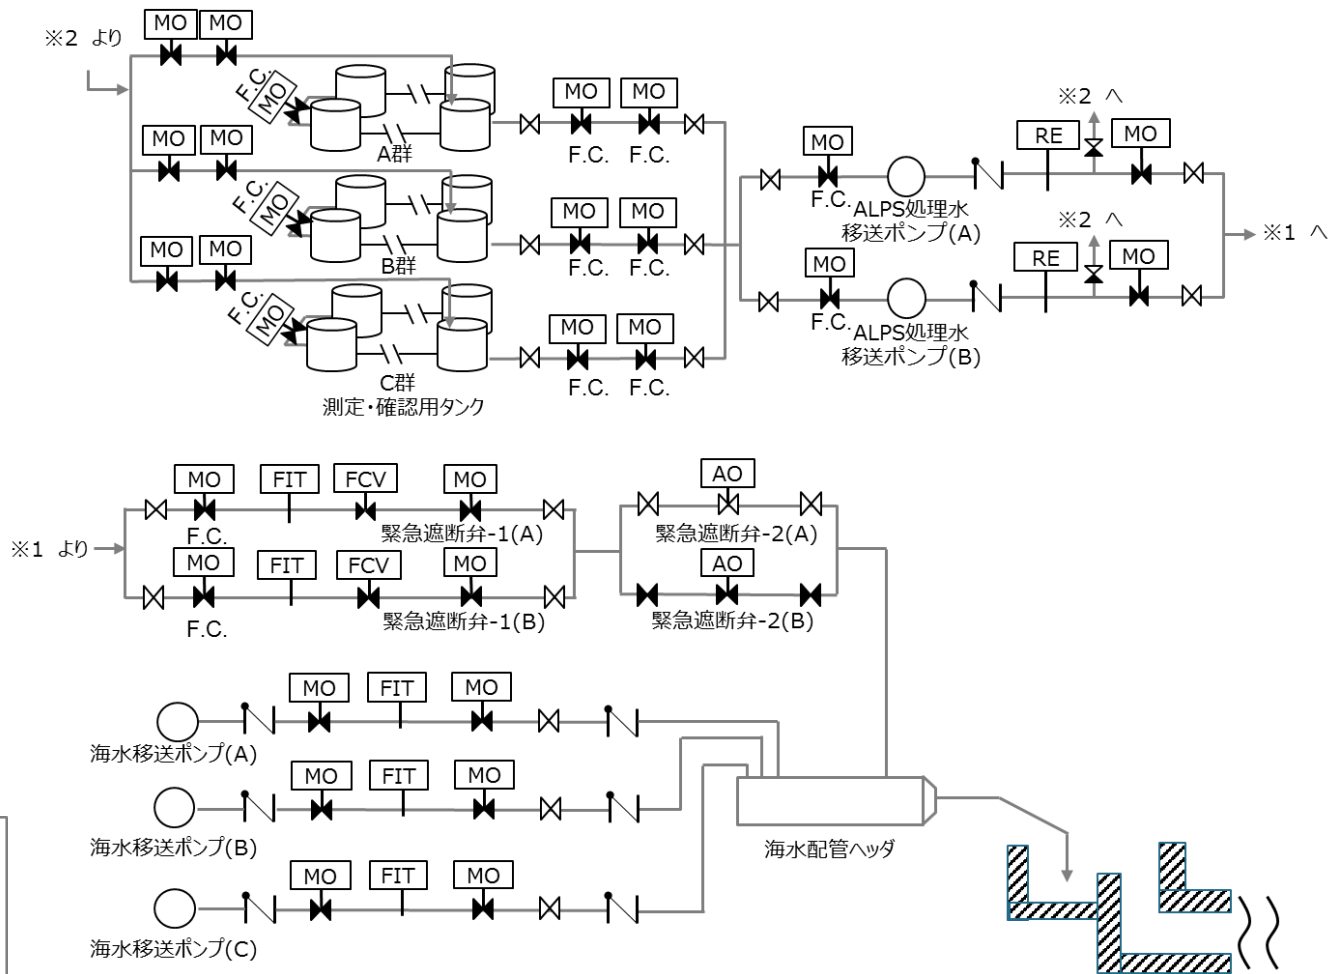 ※2 より
MO MO
F.C.
MO
A群
MO MO
F.C. F.C.
MO MO
F.C.
MO
B群
MO MO
F.C. F.C.
MO MO
F.C.
MO
C群
MO MO
F.C. F.C.
測定・確認用タンク
※2 へ
MO RE MO
F.C.
ALPS処理水
移送ポンプ(A)
※2 へ
MO RE MO
F.C.
ALPS処理水
移送ポンプ(B)
※1 へ
※1 より
MO FIT FCV MO
F.C.
緊急遮断弁-1(A)
MO FIT FCV MO
F.C.
緊急遮断弁-1(B)
AO
緊急遮断弁-2(A)
AO
緊急遮断弁-2(B)
MO FIT MO
海水移送ポンプ(A)
MO FIT MO
海水移送ポンプ(B)
MO FIT MO
海水移送ポンプ(C)
海水配管ヘッダ